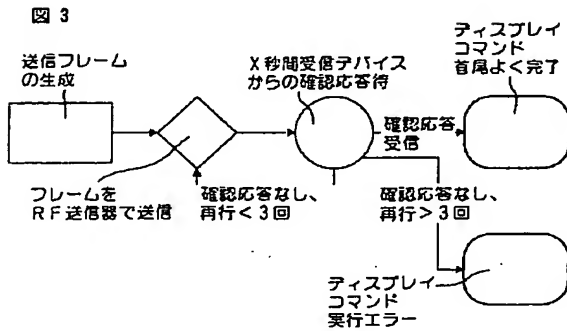 図 3
送信フレーム
の生成
X秒間受信デバイス
からの確認応答待
ディスプレイ
コマンド
首尾よく完了
確認応答
受信
フレームを
RF送信器で送信
確認応答なし、
再行<3回
確認応答なし、
再行>3回
ディスプレイ
コマンド
実行エラー